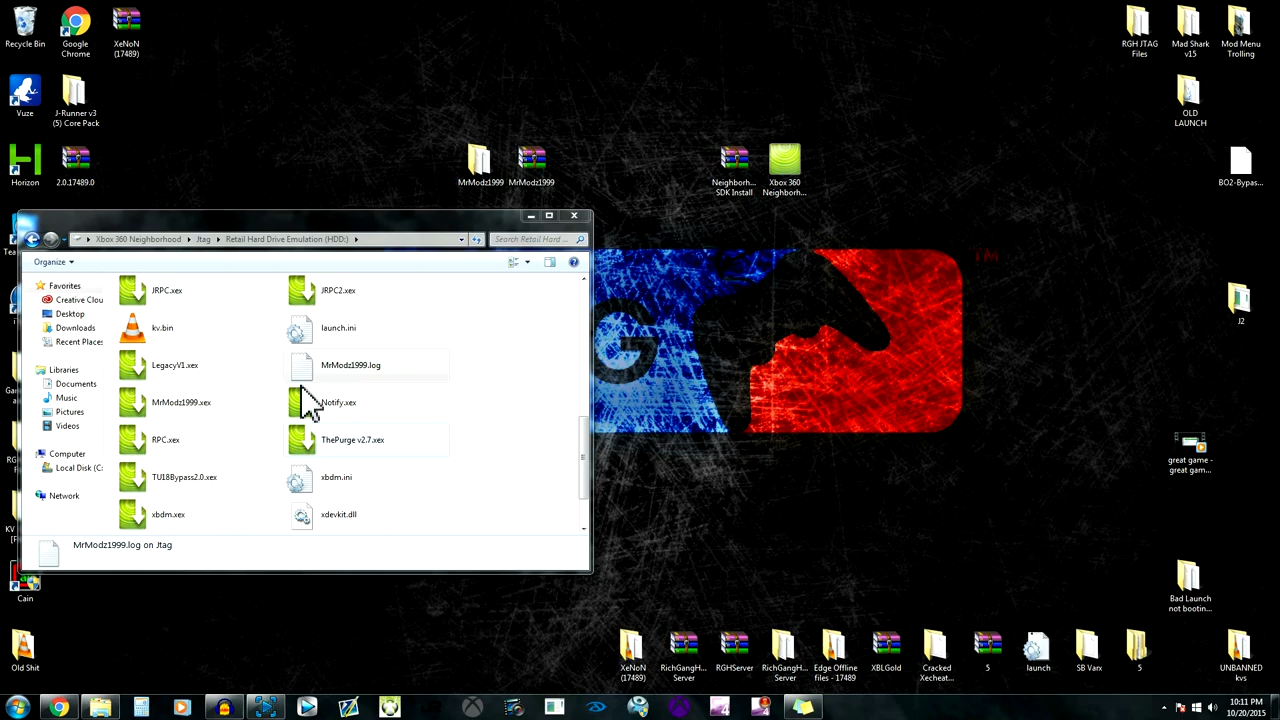 Recycle Bin
Google
Chrome
XeNoN
(17489)
RGH JTAG
Files
Mad Shark
v15
Mod Menu
Trolling
Vuze
J-Runner v3
(5) Core Pack
OLD
LAUNCH
Horizon
2.0.17489.0
MrModz1999
MrModz1999
Neighborh...
SDK Install
Xbox 360
Neighborh...
BO2-Bypas...
Xbox 360 Neighborhood
Jtag
Retail Hard Drive Emulation (HDD:)
Search Retail Hard ...
Organize
Favorites
Creative Clou
Desktop
Downloads
Recent Places
Libraries
Documents
Music
Pictures
Videos
Computer
Local Disk (C:
Network
JRPC.xex
JRPC2.xex
kv.bin
launch.ini
LegacyV1.xex
MrModz1999.log
MrModz1999.xex
Notify.xex
RPC.xex
ThePurge v2.7.xex
TU18Bypass2.0.xex
xbdm.ini
xbdm.xex
xdevkit.dll
MrModz1999.log on Jtag
G
TM
J2
great game -
great gam...
Cain
Bad Launch
not bootin...
Old Shit
XeNoN
(17489)
RichGangH...
Server
RGHServer
RichGangH...
Server
Edge Offline
files - 17489
XBLGold
Cracked
Xecheat...
5
launch
SB Varx
5
UNBANNED
kvs
10:11 PM
10/20/2015